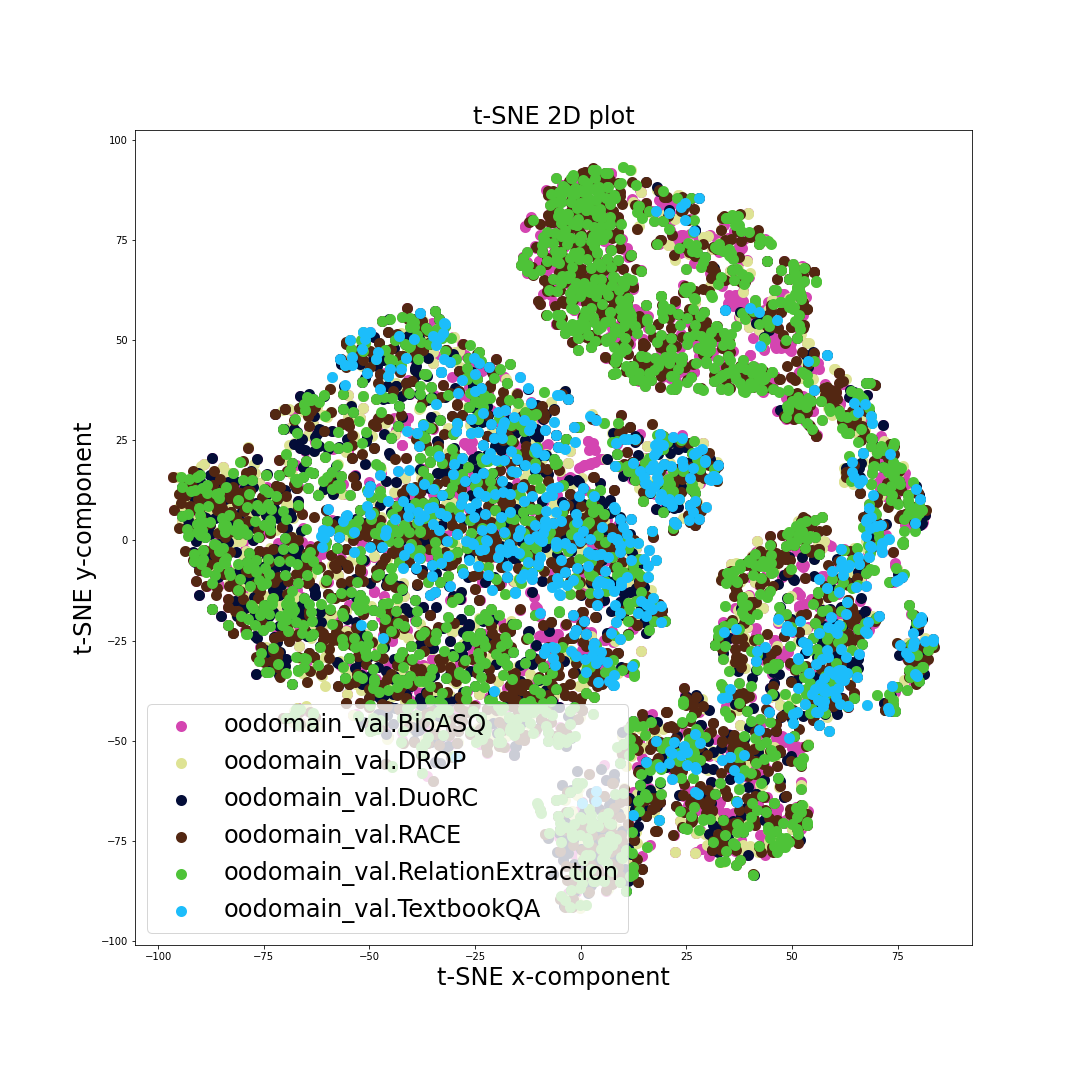 t-SNE 2D plot
100
75
50
25
0
−25
−50
−75
−100
t-SNE y-component
oodomain_val.BioASQ
oodomain_val.DROP
oodomain_val.DuoRC
oodomain_val.RACE
oodomain_val.RelationExtraction
oodomain_val.TextbookQA
−100 −75 −50 −25 0 25 50 75
t-SNE x-component